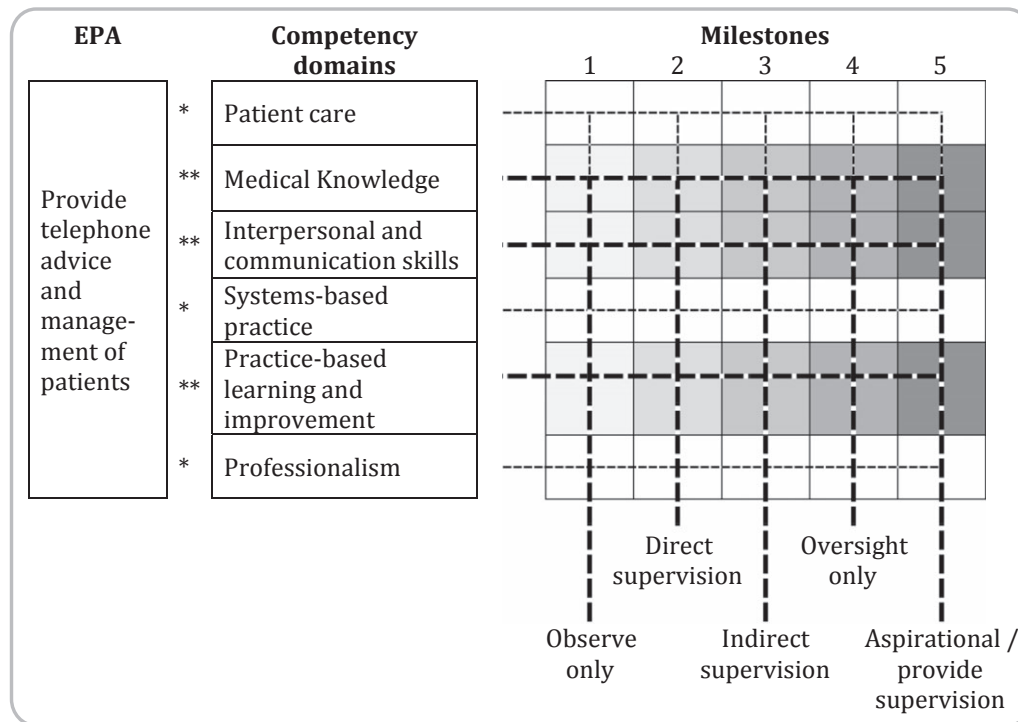 EPA
Competency
domains
Milestones
1 2 3 4 5
Provide
telephone
advice
and
manage-
ment of
patients
* Patient care
** Medical Knowledge
** Interpersonal and
communication skills
* Systems-based
practice
** Practice-based
learning and
improvement
* Professionalism
Direct
supervision
Oversight
only
Observe
only
Indirect
supervision
Aspirational /
provide
supervision